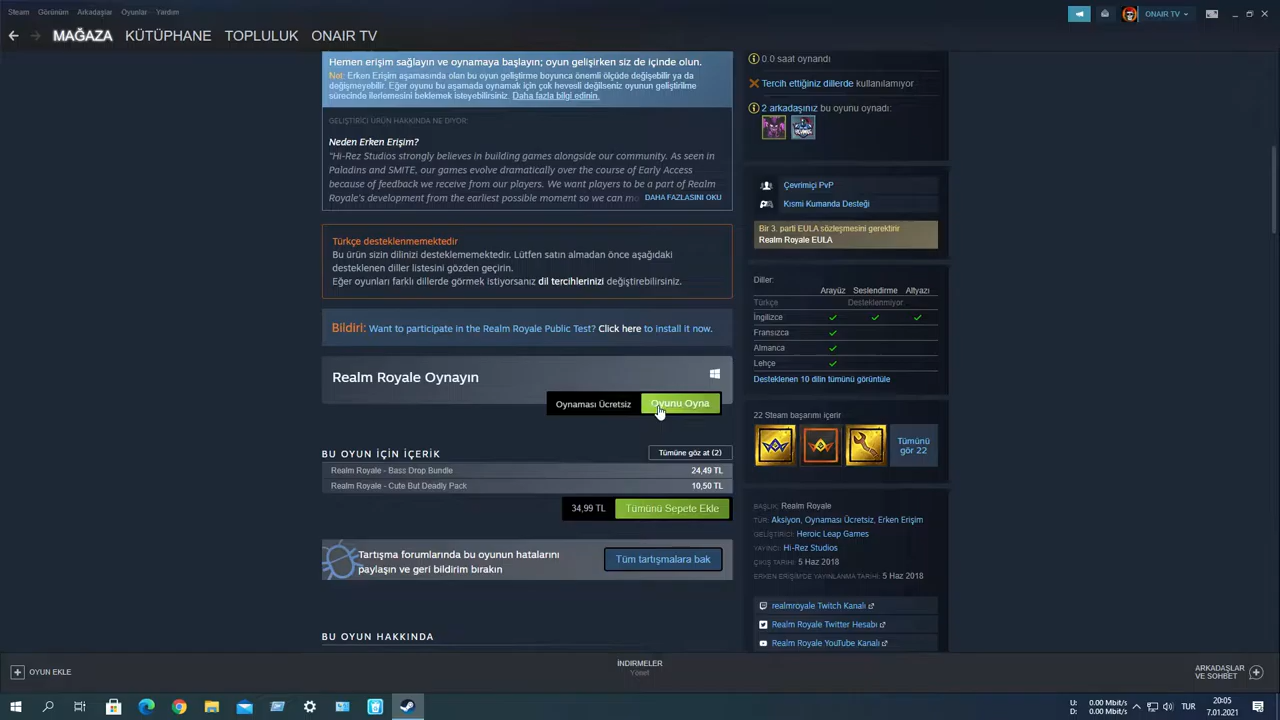 Steam Görünüm Arkadaşlar Oyunlar Yardım
ONAIR TV
MAĞAZA KÜTÜPHANE TOPLULUK ONAIR TV
Hemen erişim sağlayın ve oynamaya başlayın; oyun gelişirken siz de içinde olun.
Not: Erken Erişim aşamasında olan bu oyun geliştirme boyunca önemli ölçüde değişebilir ya da
değişmeyebilir. Eğer oyunu bu aşamada oynamak için çok hevesli değilseniz oyunun geliştirilme
sürecinde ilerlemesini beklemek isteyebilirsiniz. Daha fazla bilgi edinin.
GELİŞTİRİCİ ÜRÜN HAKKINDA NE DİYOR:
Neden Erken Erişim?
"Hi-Rez Studios strongly believes in building games alongside our community. As seen in
Paladins and SMITE, our games evolve dramatically over the course of Early Access
because of feedback we receive from our players. We want players to be a part of Realm
Royale's development from the earliest possible moment so we can mo DAHA FAZLASINI OKU
Türkçe desteklenmemektedir
Bu ürün sizin dilinizi desteklememektedir. Lütfen satın almadan önce aşağıdaki
desteklenen diller listesini gözden geçirin.
Eğer oyunları farklı dillerde görmek istiyorsanız dil tercihlerinizi değiştirebilirsiniz.
Bildiri: Want to participate in the Realm Royale Public Test? Click here to install it now.
Realm Royale Oynayın
Oynaması Ücretsiz Oyunu Oyna
BU OYUN İÇİN İÇERİK Tümüne göz at (2)
Realm Royale - Bass Drop Bundle 24,49 TL
Realm Royale - Cute But Deadly Pack 10,50 TL
34,99 TL Tümünü Sepete Ekle
Tartışma forumlarında bu oyunun hatalarını
paylaşın ve geri bildirim bırakın
Tüm tartışmalara bak
BU OYUN HAKKINDA
0.0 saat oynandı
Tercih ettiğiniz dillerde kullanılamıyor
2 arkadaşınız bu oyunu oynadı:
Çevrimiçi PvP
Kısmi Kumanda Desteği
Bir 3. parti EULA sözleşmesini gerektirir
Realm Royale EULA
Diller:
Arayüz Seslendirme Altyazı
Türkçe Desteklenmiyor
İngilizce ✓ ✓ ✓
Fransızca ✓
Almanca ✓
Lehçe ✓
Desteklenen 10 dilin tümünü görüntüle
22 Steam başarımı içerir
Tümünü
gör 22
BAŞLIK: Realm Royale
TÜR: Aksiyon, Oynaması Ücretsiz, Erken Erişim
GELİŞTİRİCİ: Heroic Leap Games
YAYINCI: Hi-Rez Studios
ÇIKIŞ TARİHİ: 5 Haz 2018
ERKEN ERİŞİM'DE YAYINLANMA TARİHİ: 5 Haz 2018
realmroyale Twitch Kanalı
Realm Royale Twitter Hesabı
Realm Royale YouTube Kanalı
OYUN EKLE
İNDİRMELER
Yönet
ARKADAŞLAR
VE SOHBET
U: 0.00 Mbit/s
D: 0.00 Mbit/s
TUR
20:05
7.01.2021